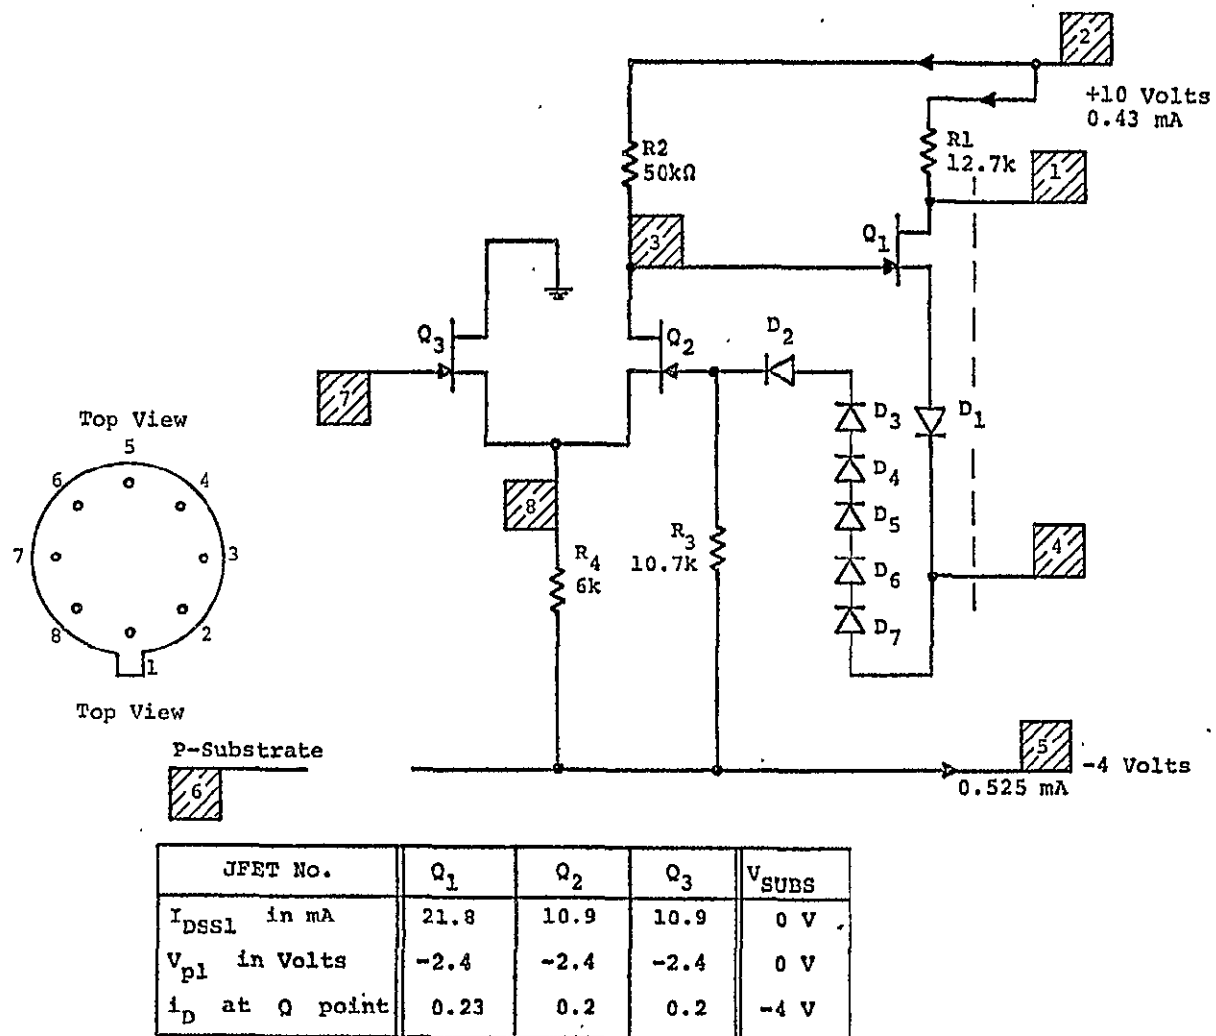 2
+10 Volts
0.43 mA
R1
12.7k
1
R2
50kΩ
3
Q1
Q3
Q2
D2
7
D3
D1
D4
D5
D6
D7
4
8
R4
6k
R3
10.7k
Top View
5
6
4
7
3
8
2
1
Top View
P-Substrate
6
5
-4 Volts
0.525 mA
JFET No. Q1 Q2 Q3 VSUBS
IDSS1 in mA 21.8 10.9 10.9 0 V
Vp1 in Volts -2.4 -2.4 -2.4 0 V
iD at Q point 0.23 0.2 0.2 -4 V